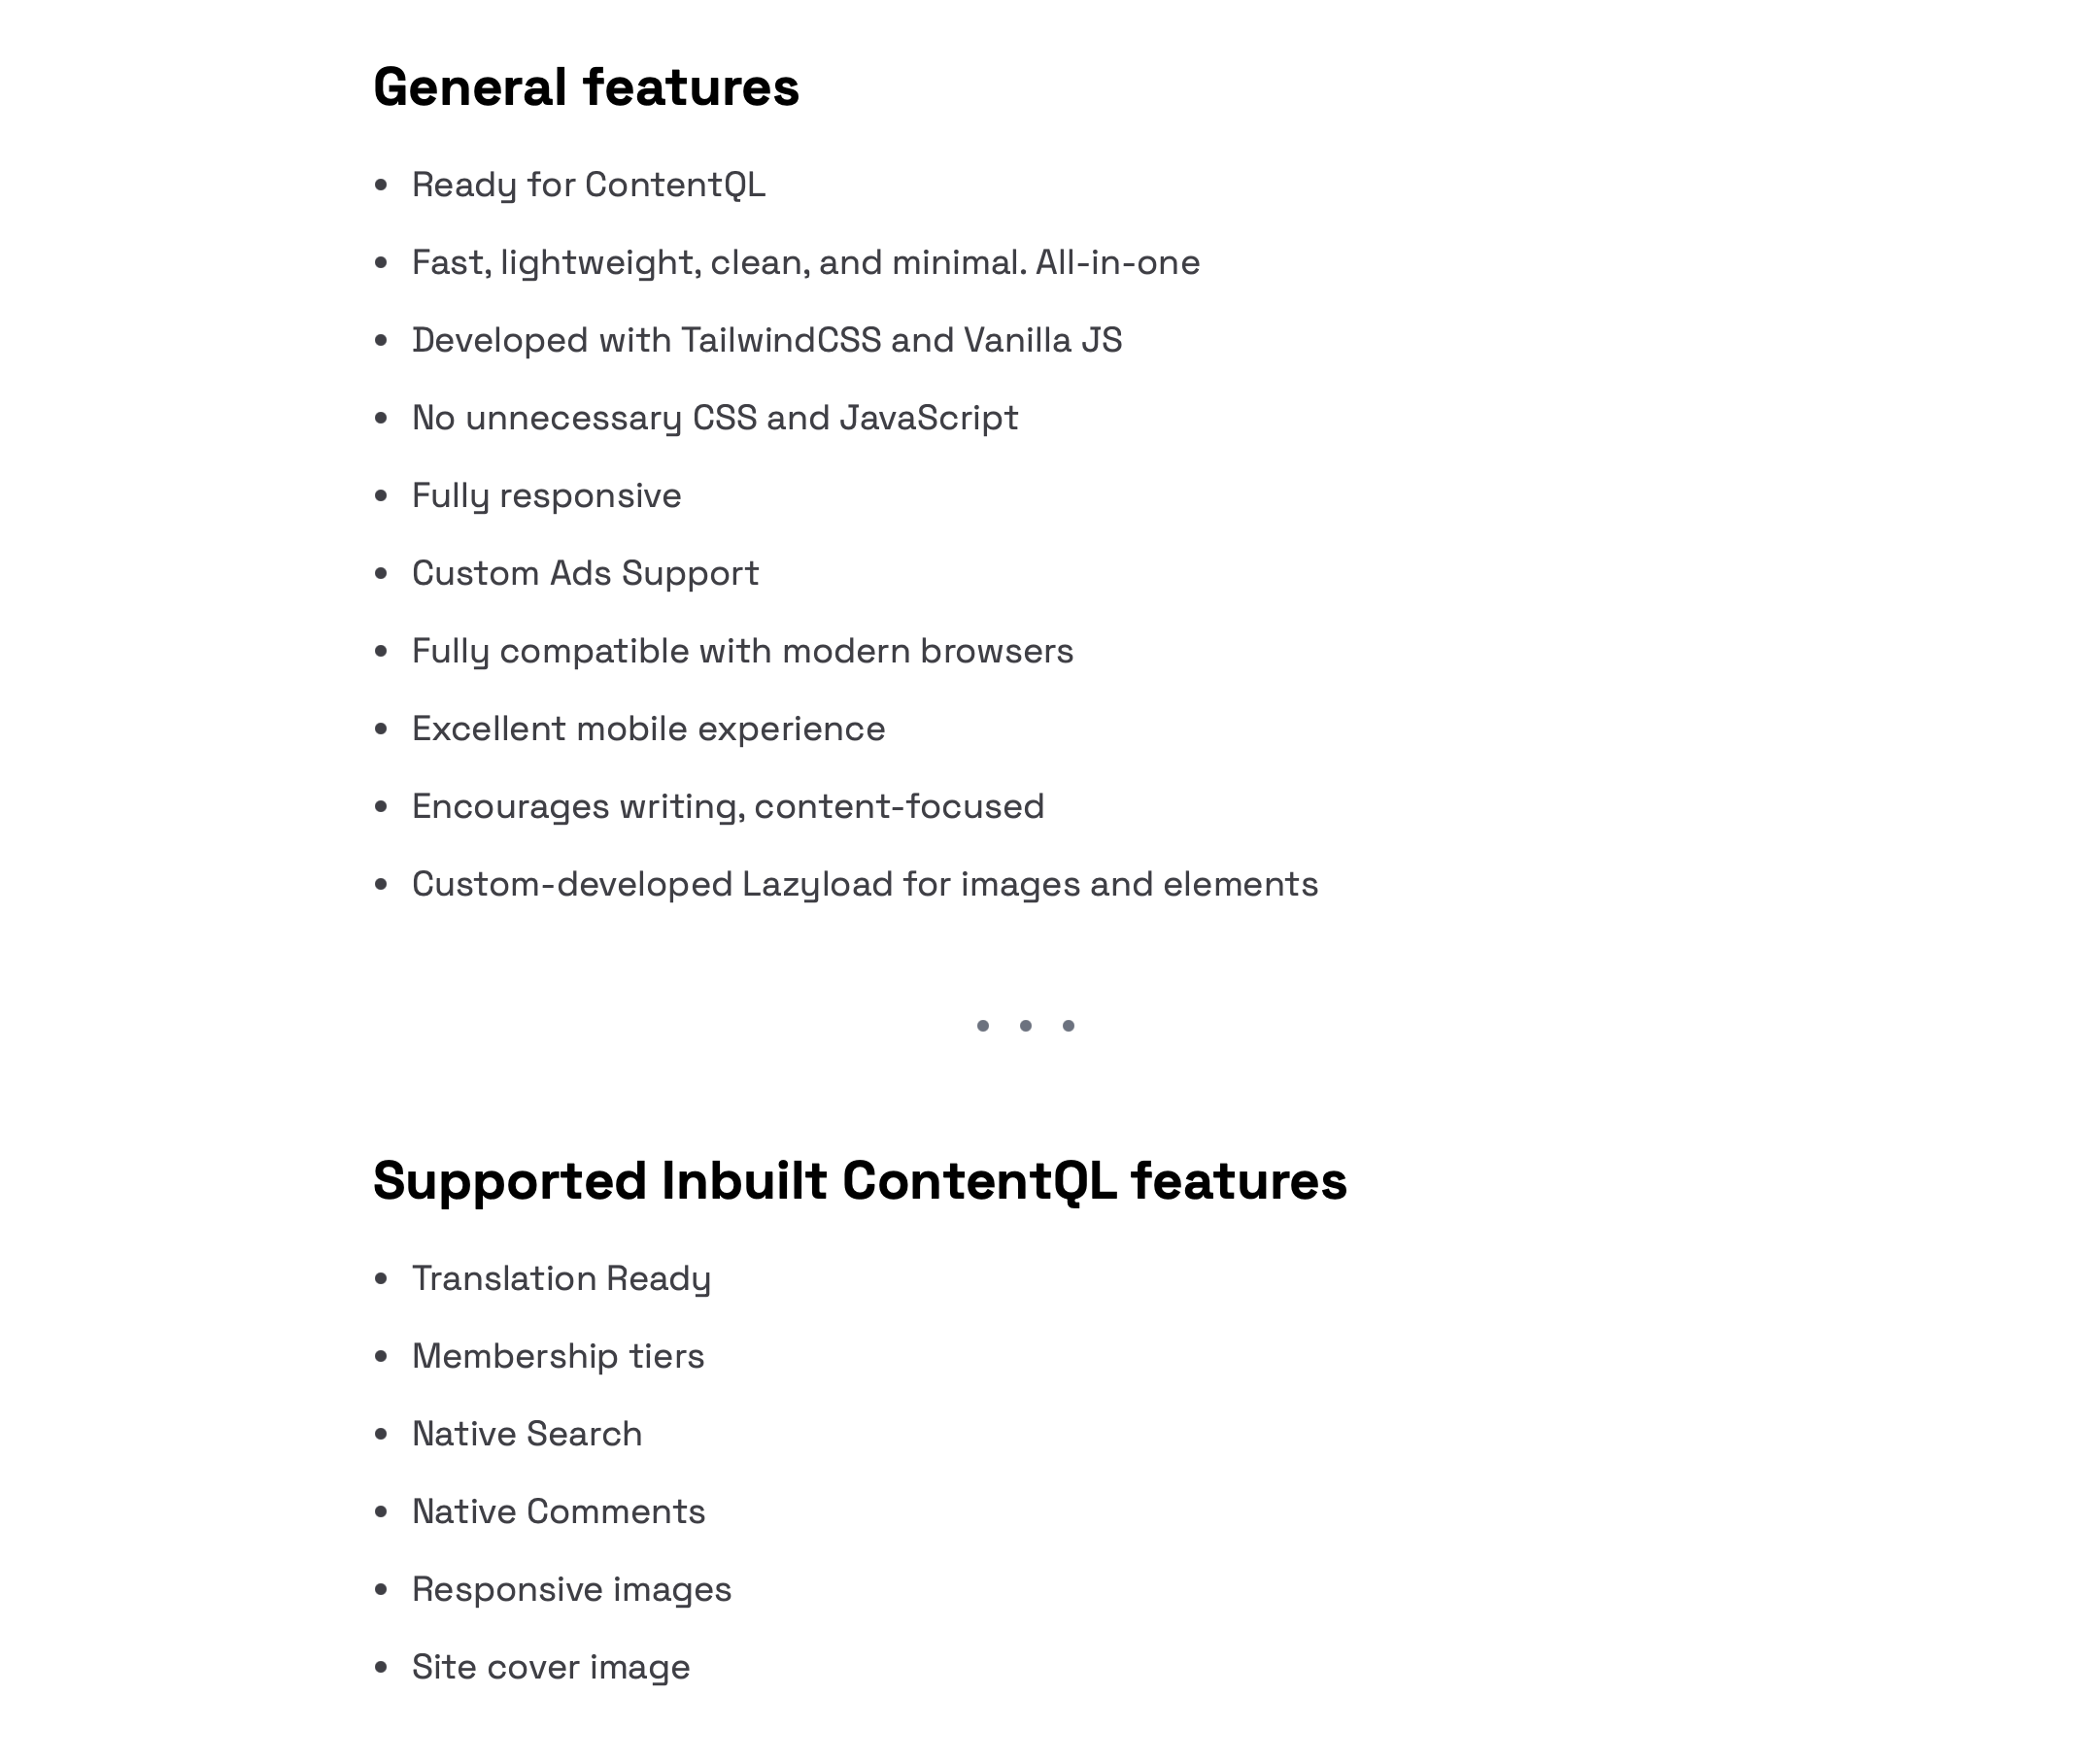 General features
Ready for ContentQL
Fast, lightweight, clean, and minimal. All-in-one
Developed with TailwindCSS and Vanilla JS
No unnecessary CSS and JavaScript
Fully responsive
Custom Ads Support
Fully compatible with modern browsers
Excellent mobile experience
Encourages writing, content-focused
Custom-developed Lazyload for images and elements
Supported Inbuilt ContentQL features
Translation Ready
Membership tiers
Native Search
Native Comments
Responsive images
Site cover image